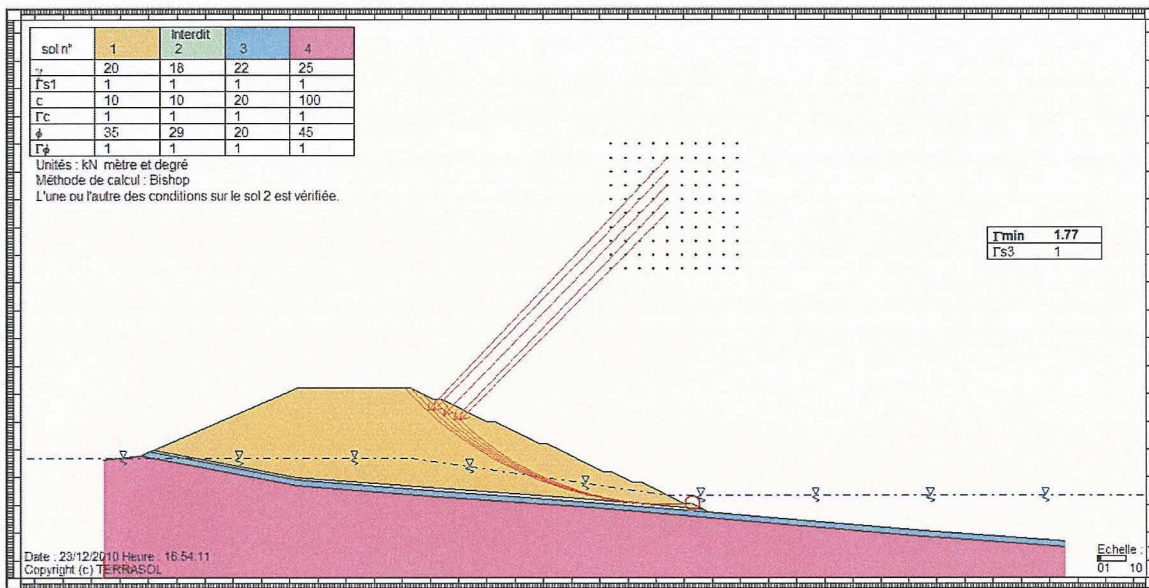 Interdit
sol n° 1 2 3 4
γ 20 18 22 25
Γs1 1 1 1 1
c 10 10 20 100
Γc 1 1 1 1
ϕ 35 29 20 45
Γϕ 1 1 1 1
Unités : kN mètre et degré
Méthode de calcul : Bishop
L'une ou l'autre des conditions sur le sol 2 est vérifiée.
Γmin 1.77
Γs3 1
Date : 23/12/2010 Heure : 16:54:11
Copyright (c) TERRASOL
Echelle :
01 10